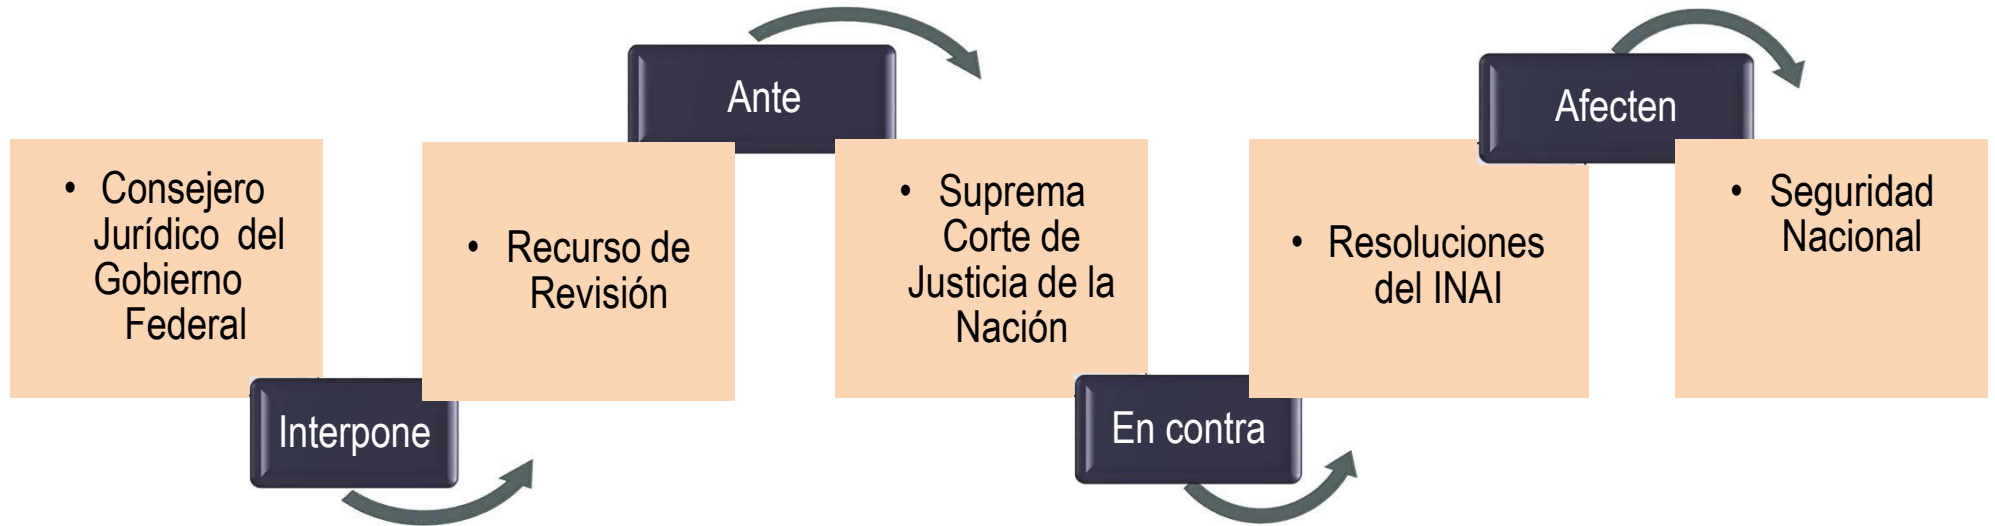 • Consejero
Jurídico del
Gobierno
Federal
Interpone
• Recurso de
Revisión
Ante
• Suprema
Corte de
Justicia de la
Nación
En contra
• Resoluciones
del INAI
Afecten
• Seguridad
Nacional